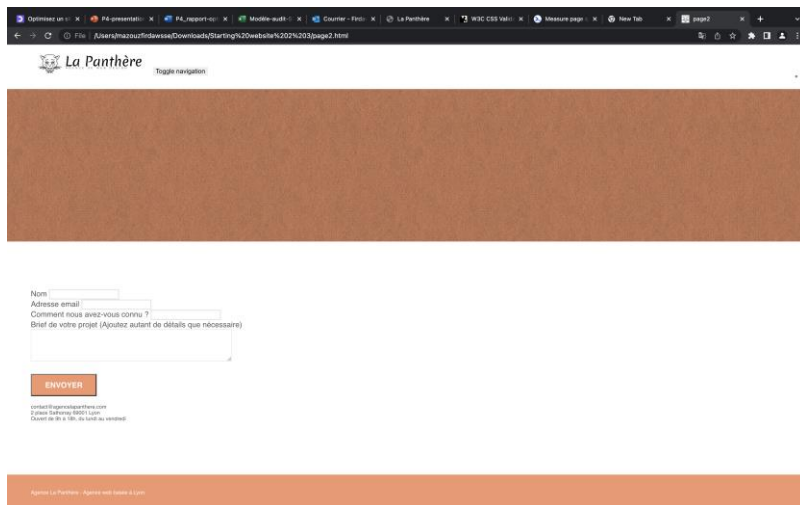 Optimisez un si
P4-presentation
P4_rapport-op
Modèle-audit-S
Courrier - Firda
La Panthère
W3C CSS Valid
Measure page
New Tab
page2
File | /Users/mazouzfirdawsse/Downloads/Starting%20website%202%203/page2.html
La Panthère
Toggle navigation
Nom
Adresse email
Comment nous avez-vous connu ?
Brief de votre projet (Ajoutez autant de détails que nécessaire)
ENVOYER
contact@agencelapanthere.com
2 place Sathonay 69001 Lyon
Ouvert de 9h à 18h, du lundi au vendredi
Agence La Panthère - Agence web basée à Lyon